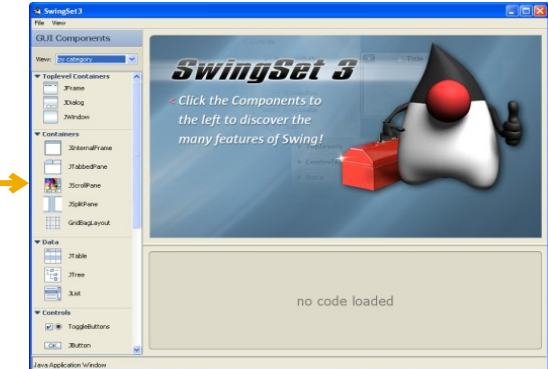 SwingSet3
File View
GUI Components
View: by category
Toplevel Containers
JFrame
JDialog
JWindow
Containers
JInternalFrame
JTabbedPane
JScrollPane
JSplitPane
GridBagLayout
Data
JTable
JTree
JList
Controls
ToggleButtons
JButton
SwingSet 3
< Click the Components to
the left to discover the
many features of Swing!
no code loaded
Java Application Window